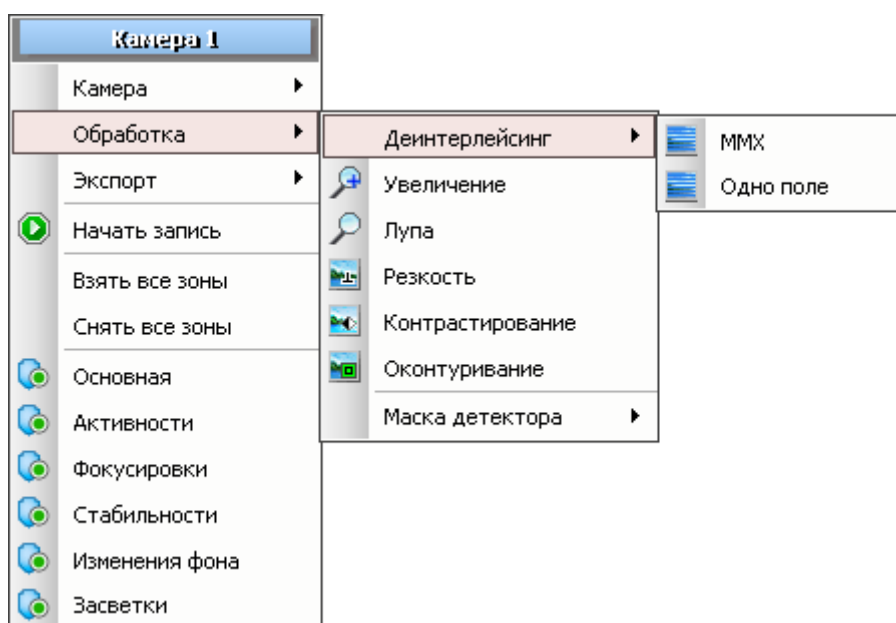 Камера 1
Камера
Обработка
Экспорт
Начать запись
Взять все зоны
Снять все зоны
Основная
Активности
Фокусировки
Стабильности
Изменения фона
Засветки
Деинтерлейсинг
Увеличение
Лупа
Резкость
Контрастирование
Оконтуривание
Маска детектора
MMX
Одно поле